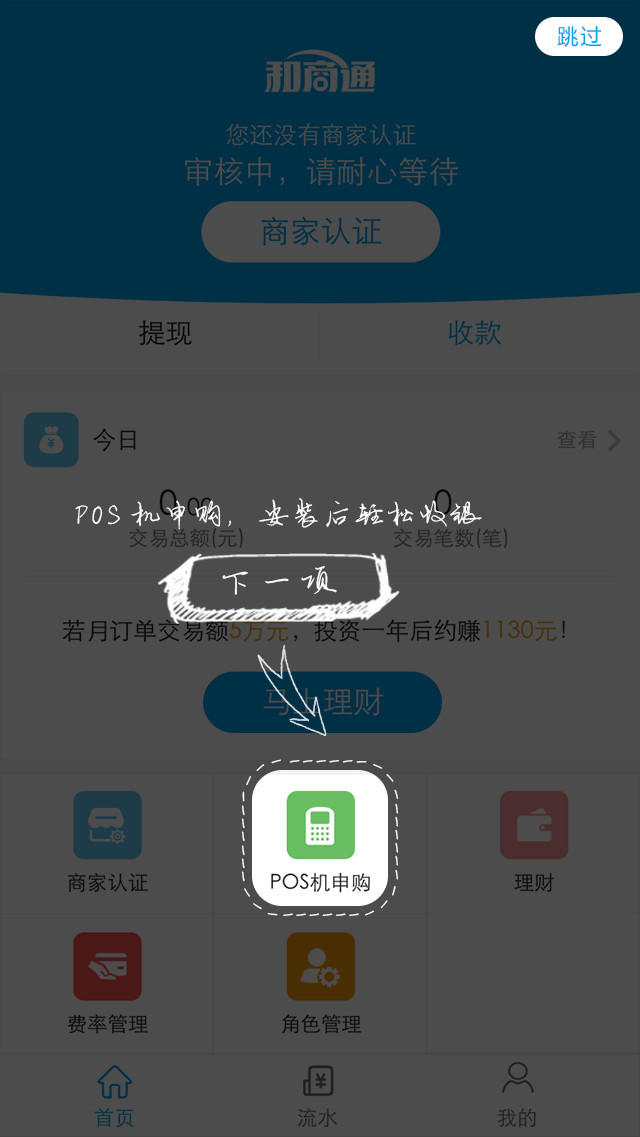 跳过
和商通
您还没有商家认证
审核中，请耐心等待
商家认证
提现
收款
今日
查看
0.00
0
POS机申购，安装后轻松收银
交易总额(元)
交易笔数(笔)
下一项
若月订单交易额5万元，投资一年后约赚1130元！
马上理财
商家认证
POS机申购
理财
费率管理
角色管理
首页
流水
我的